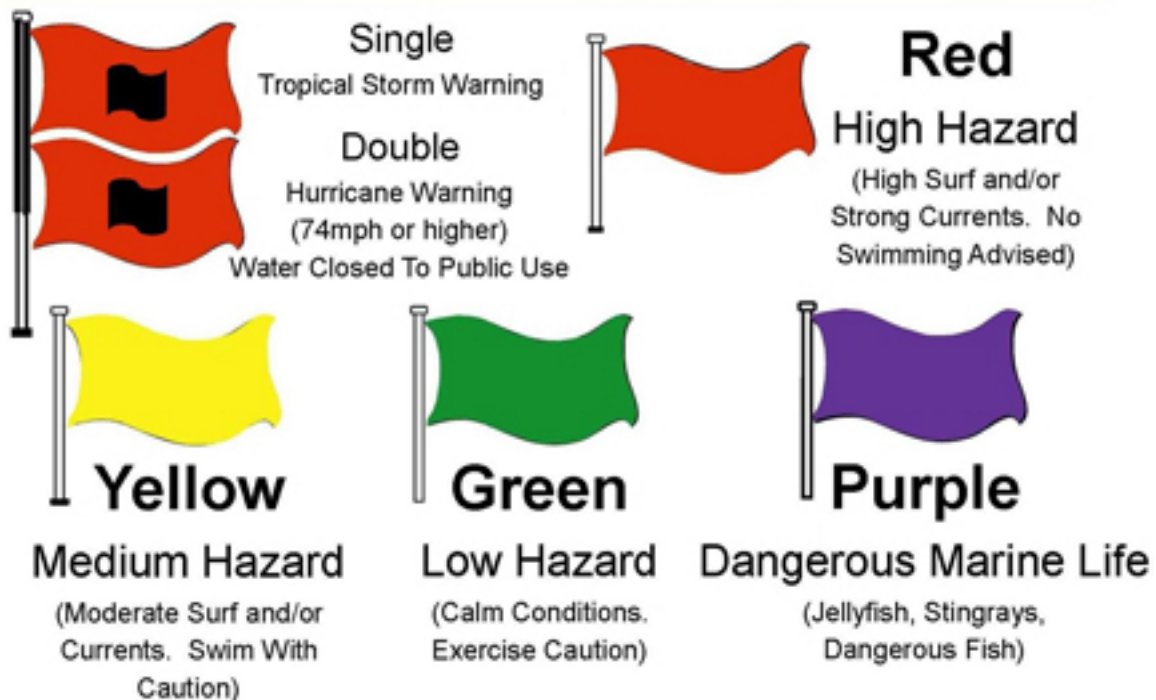 Single
Tropical Storm Warning
Double
Hurricane Warning
(74mph or higher)
Water Closed To Public Use
Red
High Hazard
(High Surf and/or
Strong Currents.  No
Swimming Advised)
Yellow
Medium Hazard
(Moderate Surf and/or
Currents.  Swim With
Caution)
Green
Low Hazard
(Calm Conditions.
Exercise Caution)
Purple
Dangerous Marine Life
(Jellyfish, Stingrays,
Dangerous Fish)